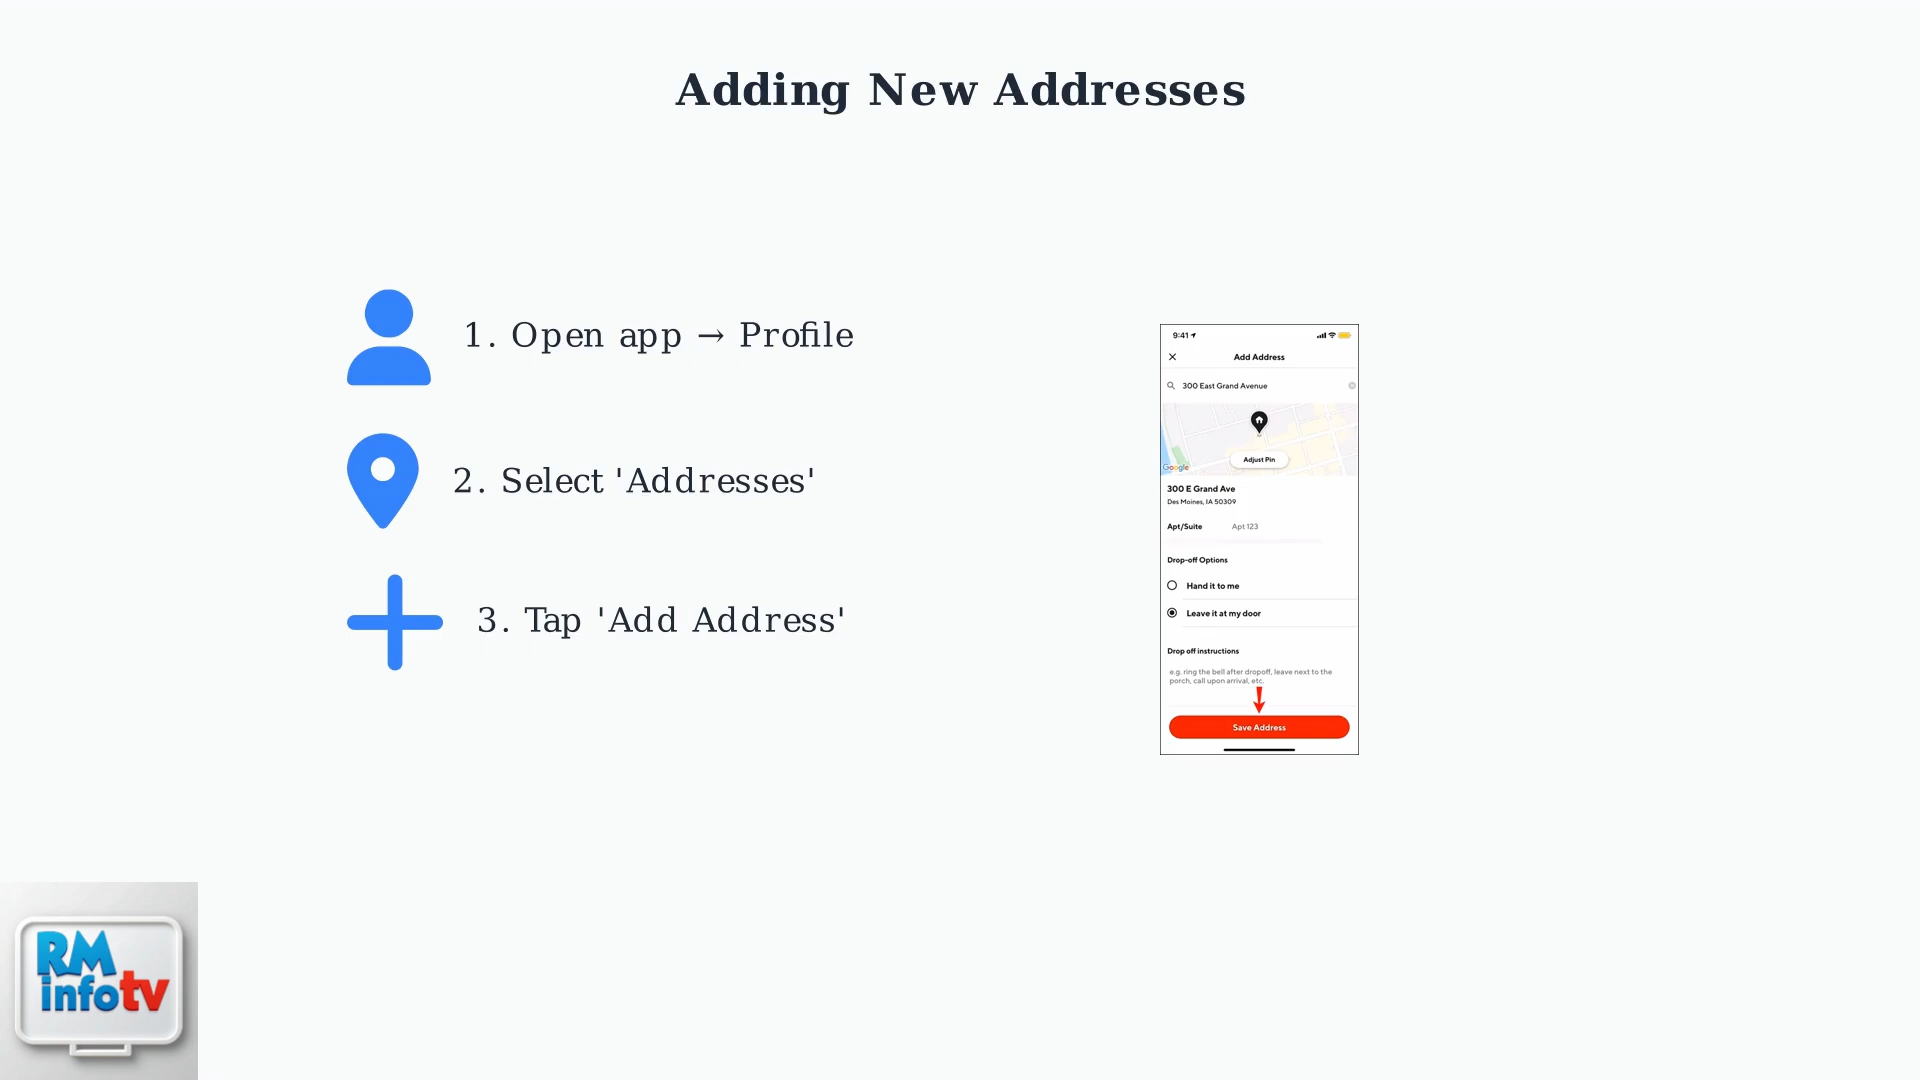 Adding New Addresses
1. Open app → Profile
2. Select 'Addresses'
3. Tap 'Add Address'
9:41
Add Address
300 East Grand Avenue
Adjust Pin
Google
300 E Grand Ave
Des Moines, IA 50309
Apt/Suite Apt 123
Drop-off Options
Hand it to me
Leave it at my door
Drop off instructions
e.g. ring the bell after dropoff, leave next to the
porch, call upon arrival, etc.
Save Address
RM
infotv